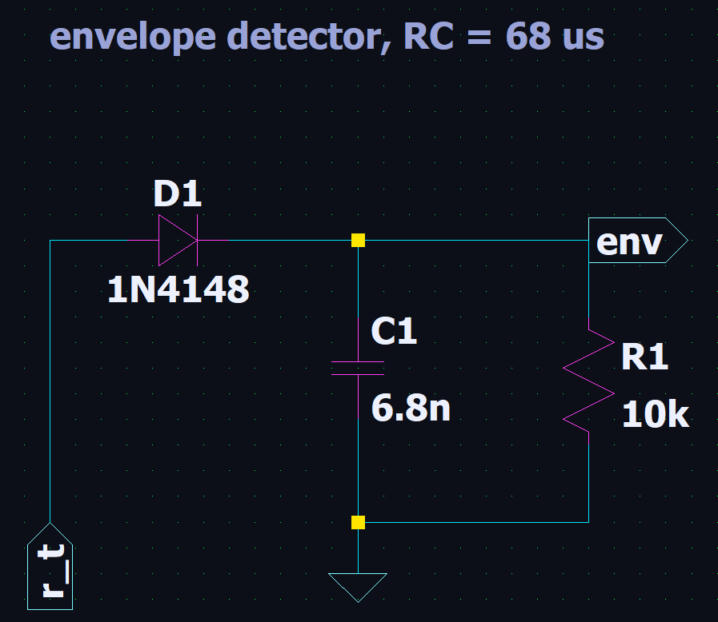 envelope detector, RC = 68 us
D1
1N4148
env
C1
6.8n
R1
10k
r_t